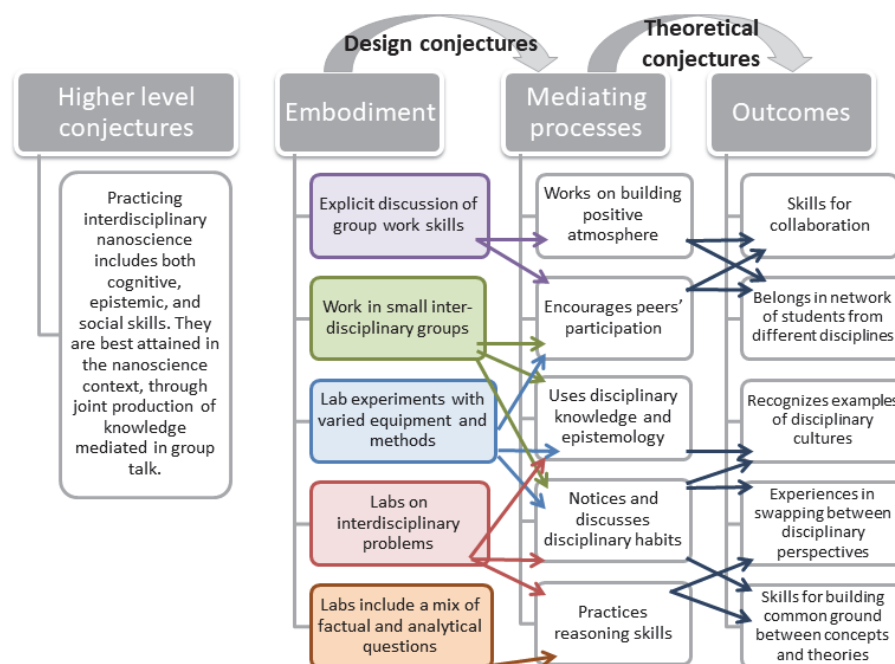 Design conjectures
Theoretical
conjectures
Higher level
conjectures
Practicing
interdisciplinary
nanoscience
includes both
cognitive,
epistemic, and
social skills. They
are best attained in
the nanoscience
context, through
joint production of
knowledge
mediated in group
talk.
Embodiment
Explicit discussion of
group work skills
Work in small inter-
disciplinary groups
Lab experiments with
varied equipment and
methods
Labs on
interdisciplinary
problems
Labs include a mix of
factual and analytical
questions
Mediating
processes
Works on building
positive
atmosphere
Encourages peers’
participation
Uses disciplinary
knowledge and
epistemology
Notices and
discusses
disciplinary habits
Practices
reasoning skills
Outcomes
Skills for
collaboration
Belongs in network
of students from
different disciplines
Recognizes examples
of disciplinary
cultures
Experiences in
swapping between
disciplinary
perspectives
Skills for building
common ground
between concepts
and theories